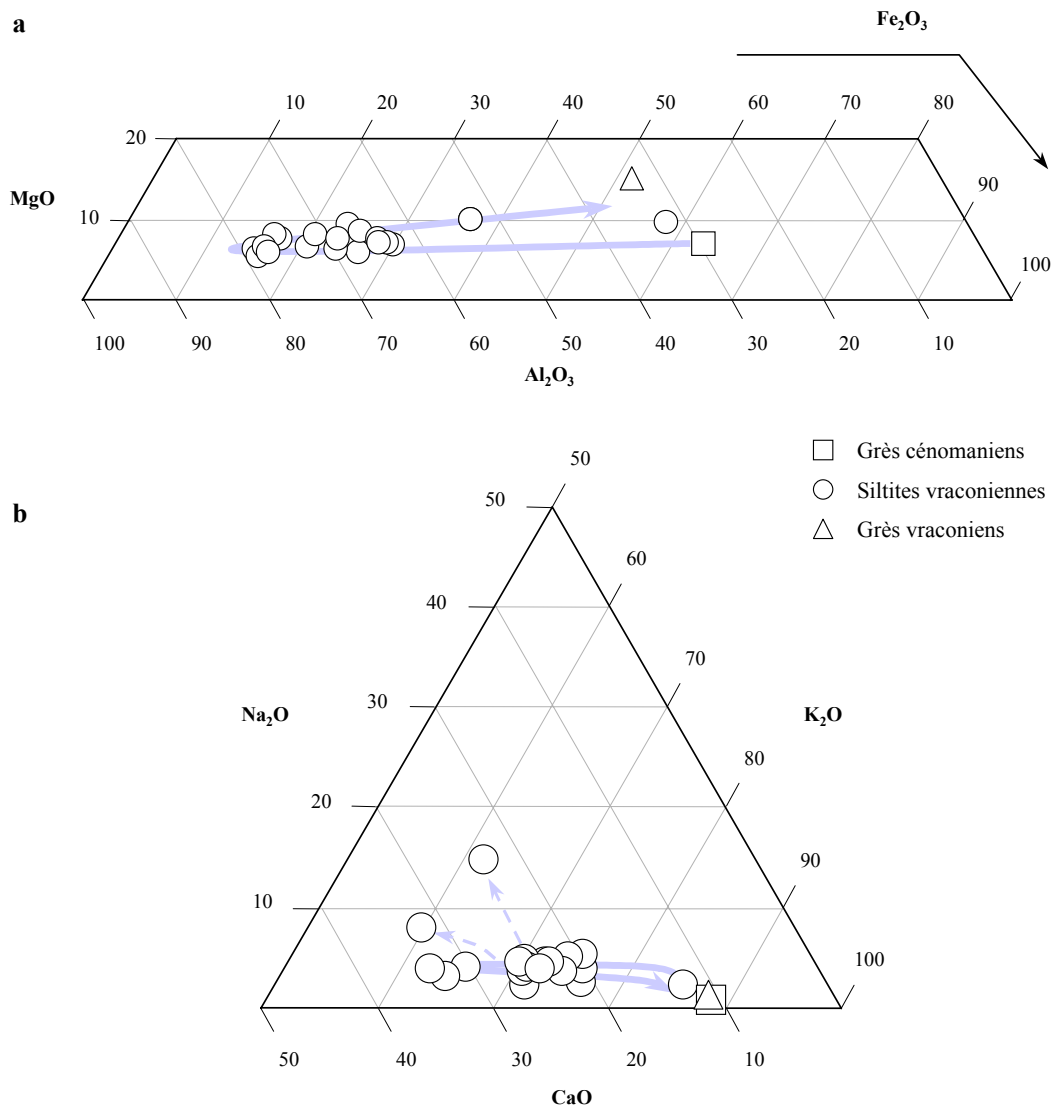 a
Fe₂O₃
10 20 30 40 50 60 70 80
20
MgO
90
10
100
100 90 80 70 60 50 40 30 20 10
Al₂O₃
Grès cénomaniens
Siltites vraconiennes
Grès vraconiens
b
50
50
60
40
70
30
Na₂O
K₂O
80
20
90
10
100
50 40 30 20 10
CaO